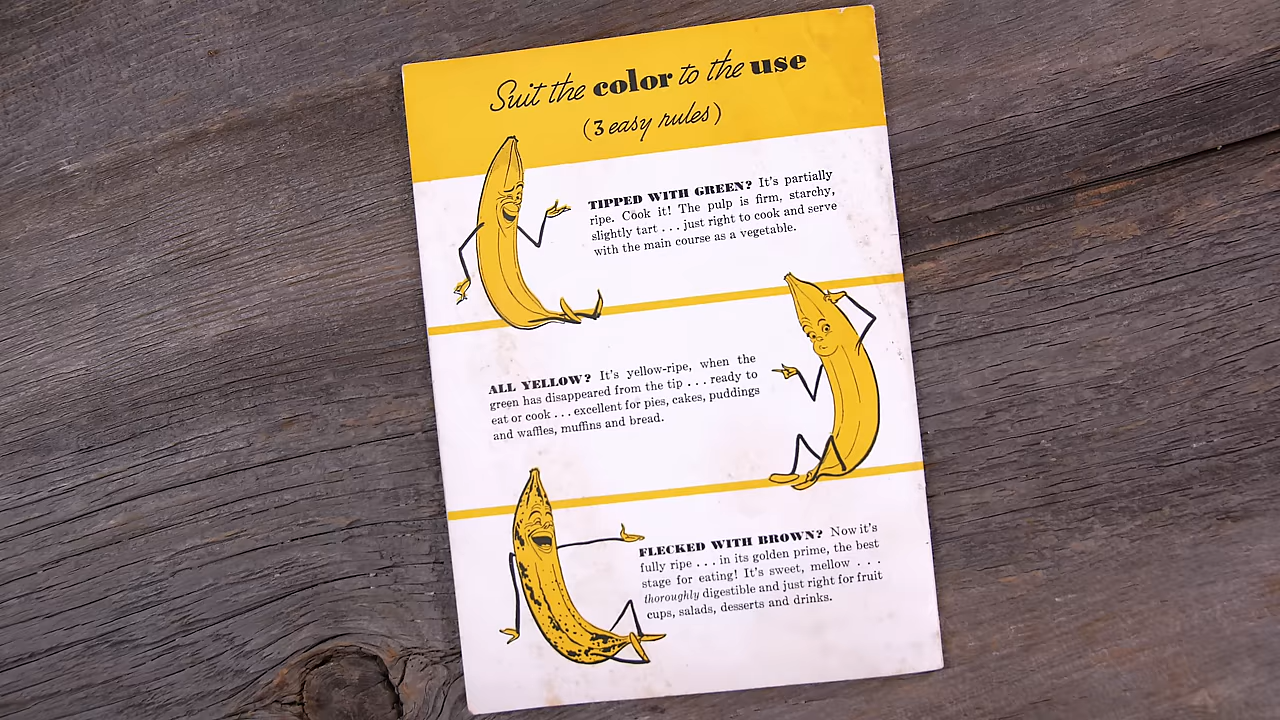 Suit the color to the use
(3 easy rules)
TIPPED WITH GREEN? It's partially
ripe. Cook it! The pulp is firm, starchy,
slightly tart . . . just right to cook and serve
with the main course as a vegetable.
ALL YELLOW? It's yellow-ripe, when the
green has disappeared from the tip . . . ready to
eat or cook . . . excellent for pies, cakes, puddings
and waffles, muffins and bread.
FLECKED WITH BROWN? Now it's
fully ripe . . . in its golden prime, the best
stage for eating! It's sweet, mellow . . .
thoroughly digestible and just right for fruit
cups, salads, desserts and drinks.